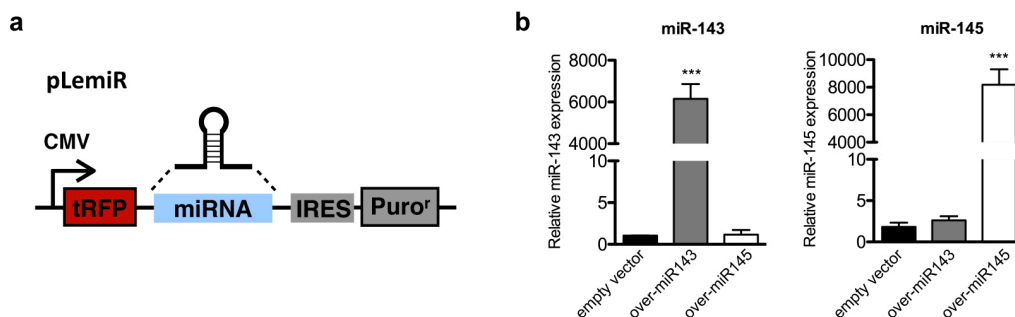 a
pLemiR
CMV
tRFP
miRNA
IRES
Puroʳ
b
miR-143
Relative miR-143 expression
8000
6000
4000
10
5
0
***
empty vector
over-miR143
over-miR145
miR-145
Relative miR-145 expression
10000
8000
6000
4000
10
5
0
***
empty vector
over-miR143
over-miR145